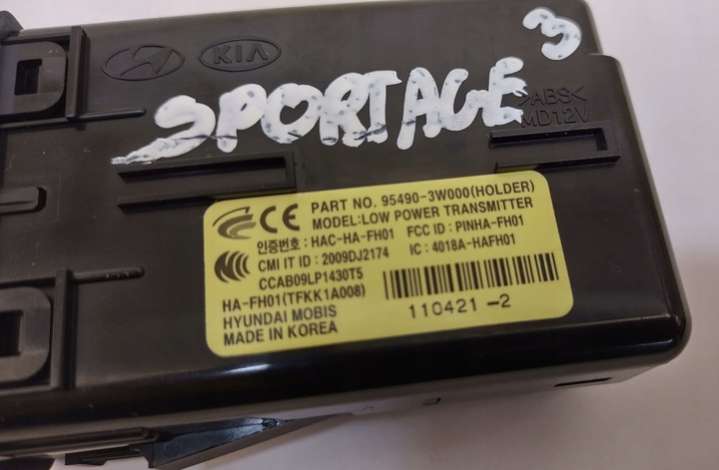 KIA
SPORTAGE 3
>ABS<
MD12V
CE
PART NO. 95490-3W000(HOLDER)
MODEL:LOW POWER TRANSMITTER
인증번호 : HAC-HA-FH01 FCC ID : PINHA-FH01
CMI IT ID : 2009DJ2174 IC : 4018A-HAFH01
CCAB09LP1430T5
HA-FH01(TFKK1A008)
HYUNDAI MOBIS
MADE IN KOREA
110421 -2